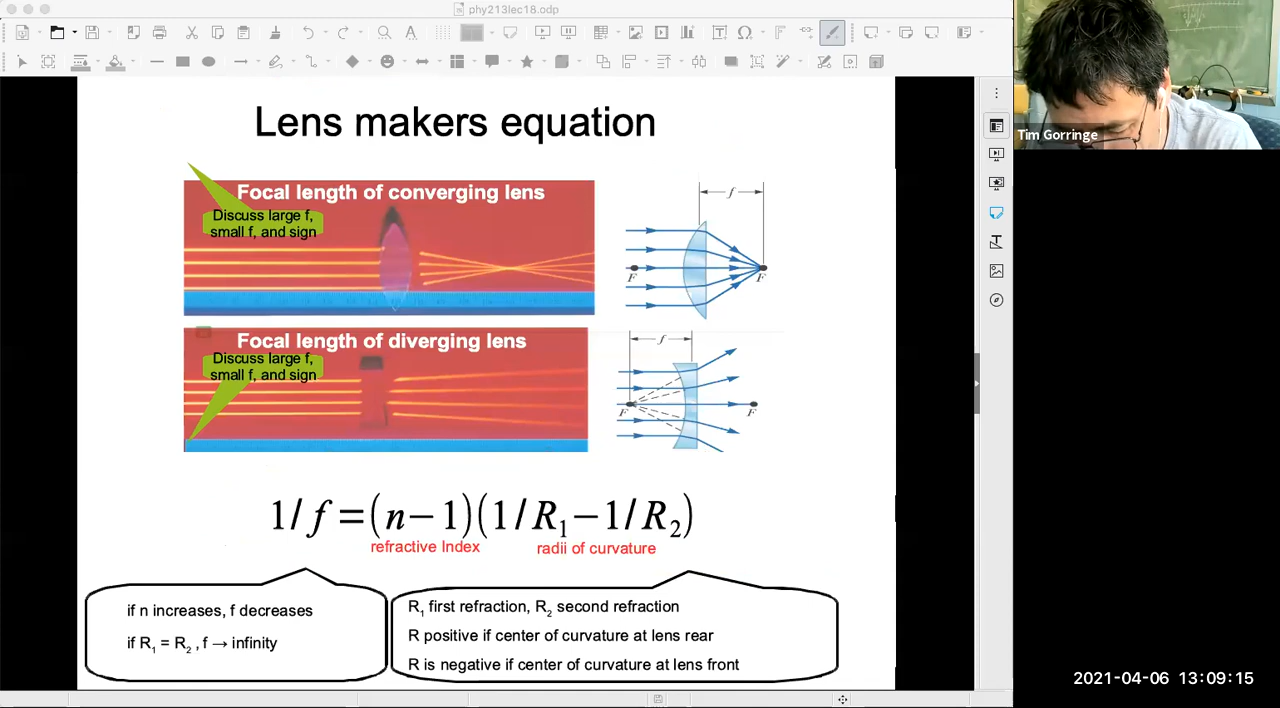 phy213lec18.odp
Tim Gorringe
Lens makers equation
Focal length of converging lens
Discuss large f,
small f, and sign
f
F
F
Focal length of diverging lens
Discuss large f,
small f, and sign
f
F
F
1/f=(n−1)(1/R₁−1/R₂)
refractive Index
radii of curvature
if n increases, f decreases
if R₁ = R₂ , f → infinity
R₁ first refraction, R₂ second refraction
R positive if center of curvature at lens rear
R is negative if center of curvature at lens front
2021-04-06 13:09:15